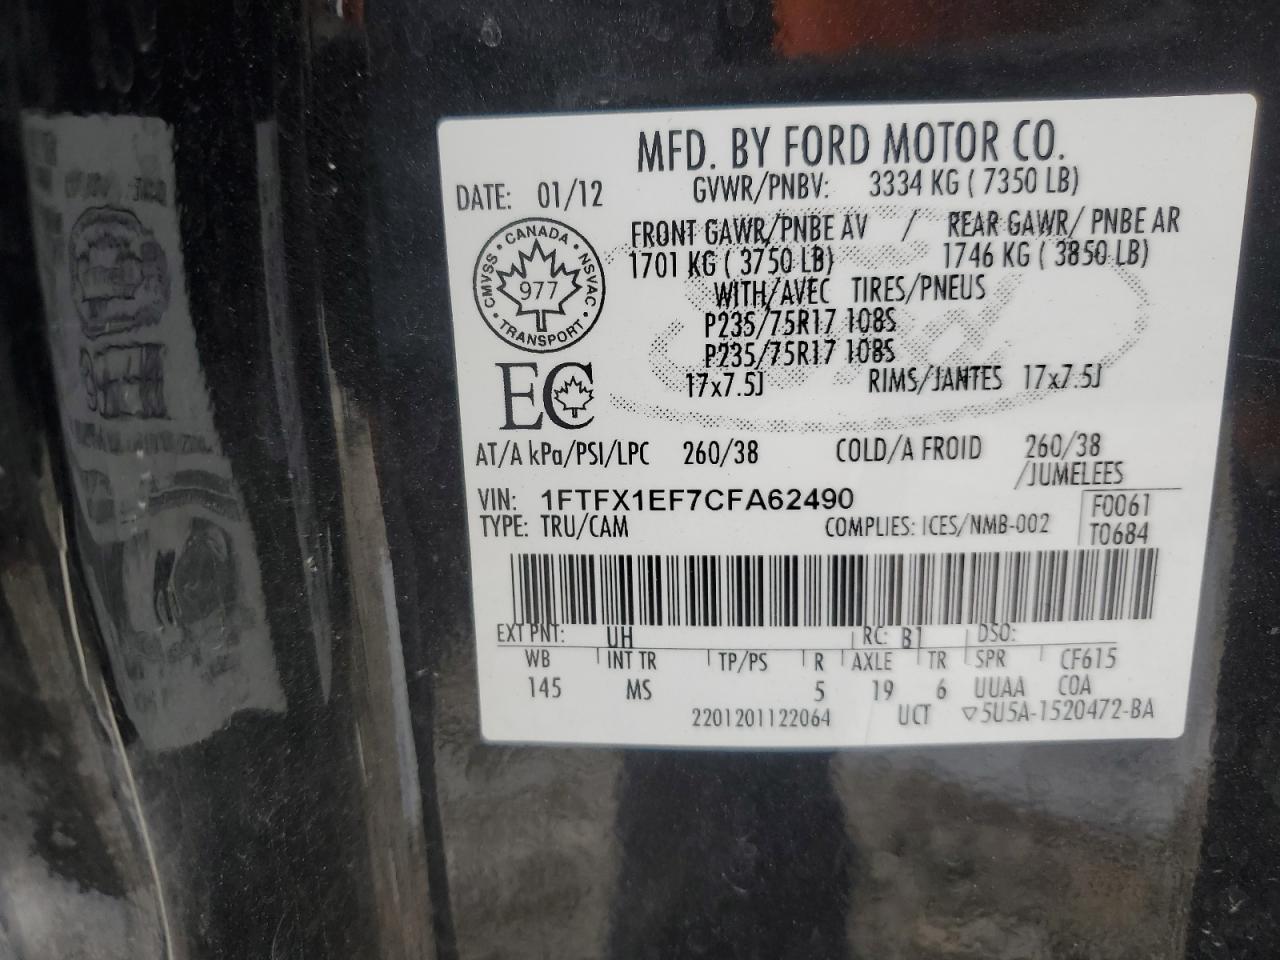 MFD. BY FORD MOTOR CO.
DATE: 01/12 GVWR/PNBV: 3334 KG ( 7350 LB)
FRONT GAWR/PNBE AV / REAR GAWR/ PNBE AR
1701 KG ( 3750 LB) 1746 KG ( 3850 LB)
CANADA
CMVSS 977 NSVAC
TRANSPORT
WITH/AVEC TIRES/PNEUS
P235/75R17 108S
P235/75R17 108S
EC
17x7.5J RIMS/JANTES 17x7.5J
AT/A kPa/PSI/LPC 260/38 COLD/A FROID 260/38
/JUMELEES
VIN: 1FTFX1EF7CFA62490 F0061
TYPE: TRU/CAM COMPLIES: ICES/NMB-002 T0684
EXT PNT: UH RC: B1 DSO:
WB INT TR TP/PS R AXLE TR SPR CF615
145 MS 5 19 6 UUAA COA
2201201122064 UCT ▽5U5A-1520472-BA